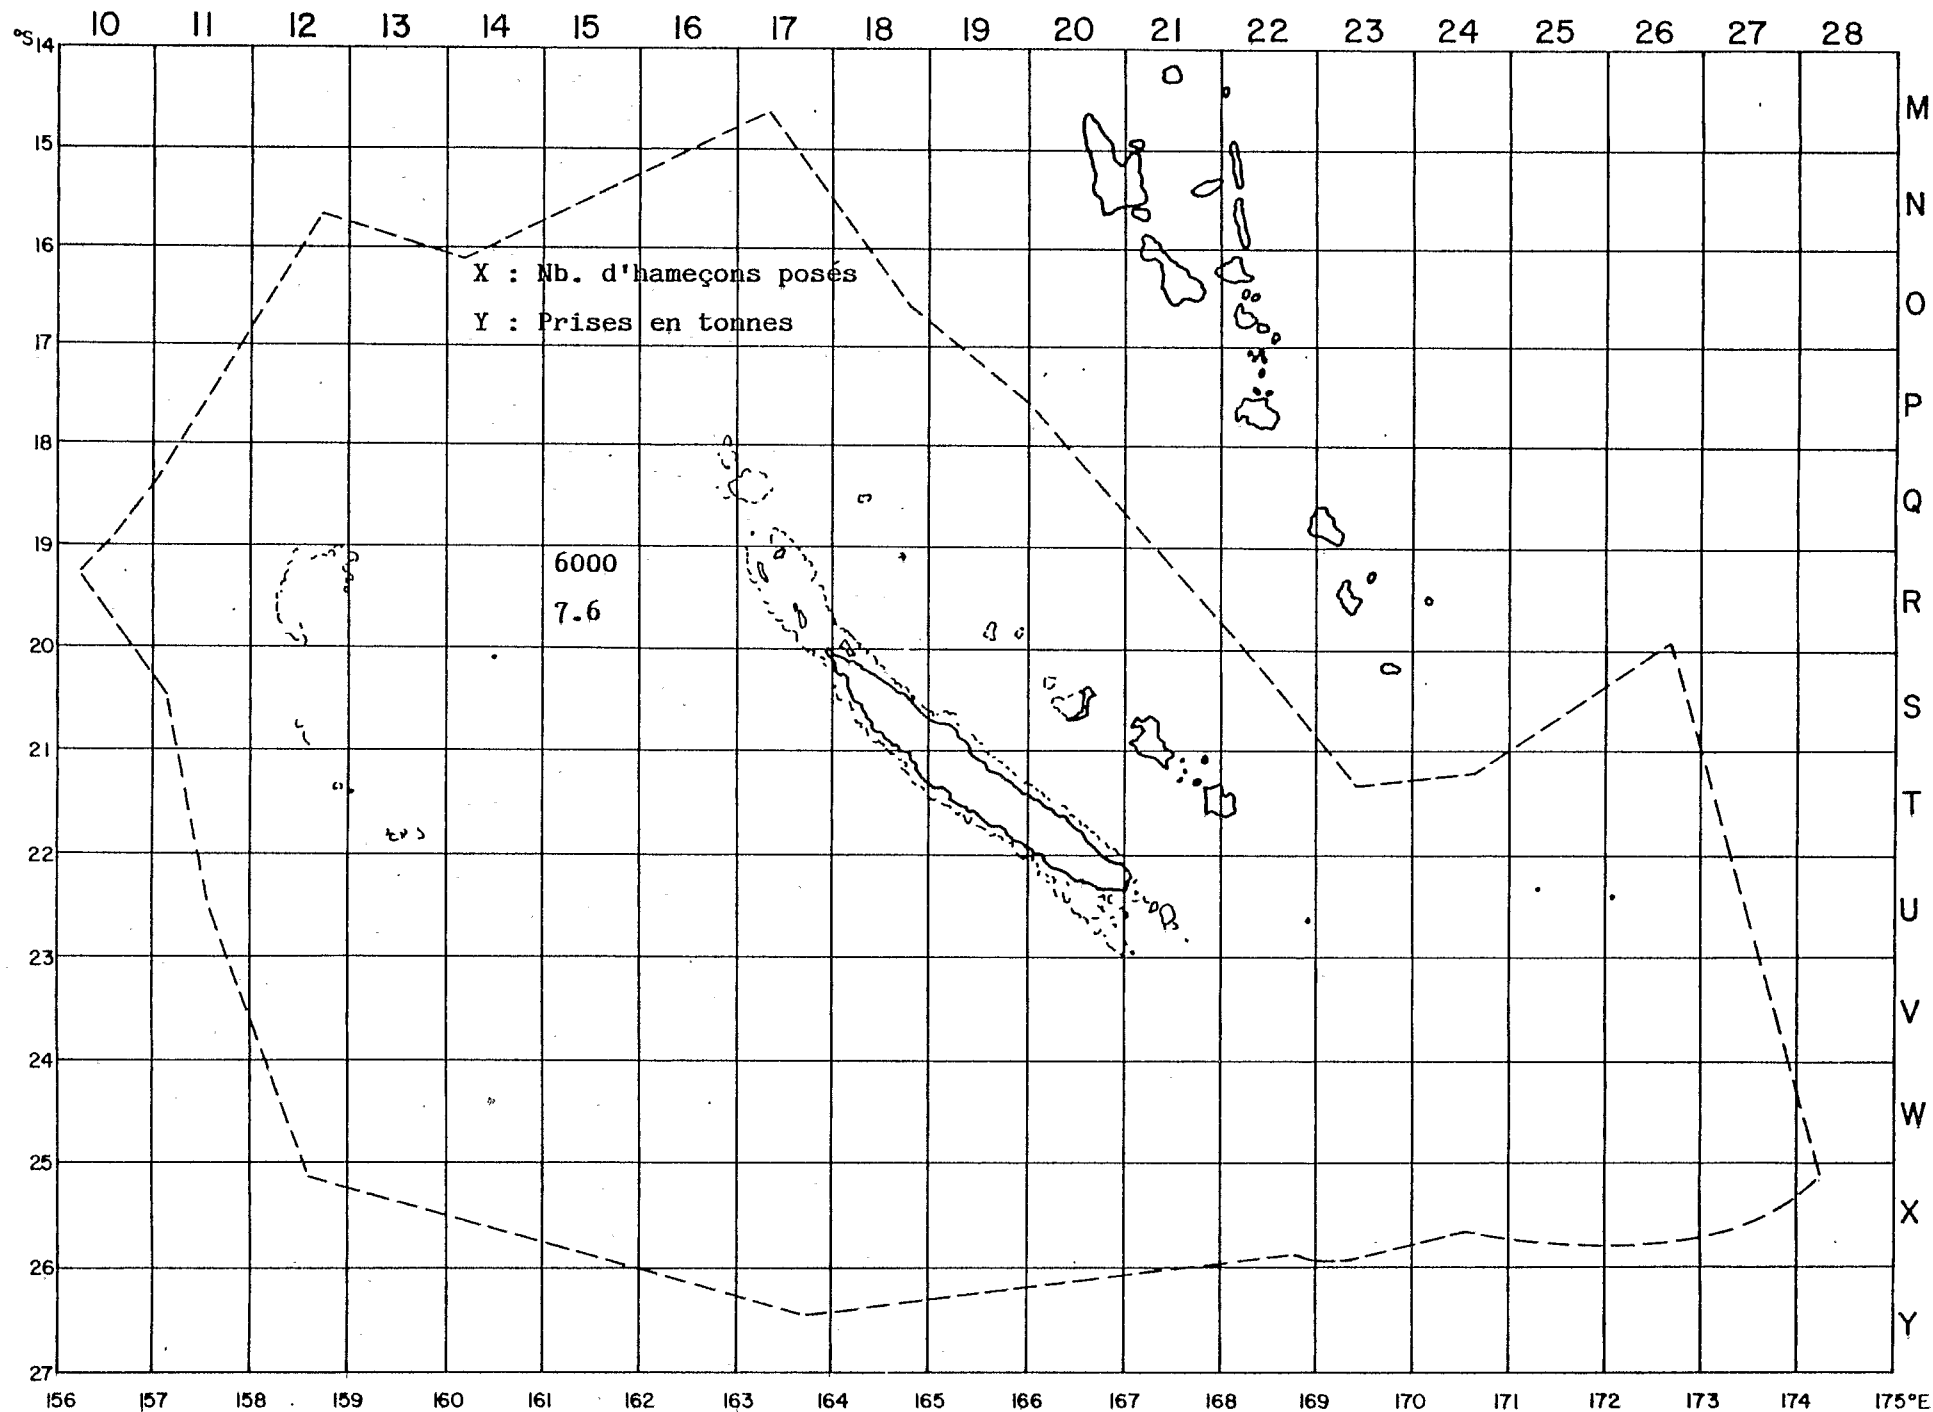 10 11 12 13 14 15 16 17 18 19 20 21 22 23 24 25 26 27 28
°S 14
M
15
N
16
X : Nb. d'hameçons posés
O
Y : Prises en tonnes
17
P
18
Q
19
6000
R
7.6
20
S
21
T
22
U
23
V
24
W
25
X
26
Y
27
156 157 158 159 160 161 162 163 164 165 166 167 168 169 170 171 172 173 174 175°E